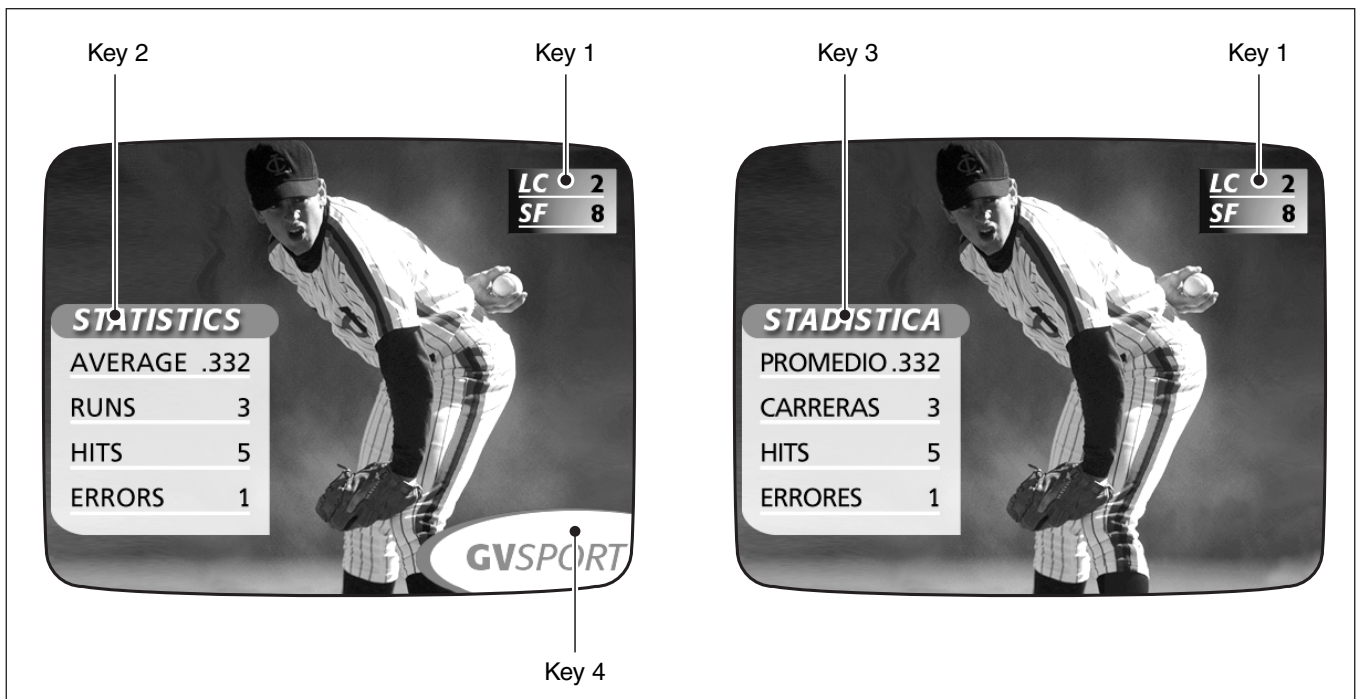 Key 2
Key 1
Key 3
Key 1
LC 2
SF 8
STATISTICS
AVERAGE .332
RUNS 3
HITS 5
ERRORS 1
GVSPORT
Key 4
LC 2
SF 8
STADISTICA
PROMEDIO .332
CARRERAS 3
HITS 5
ERRORES 1